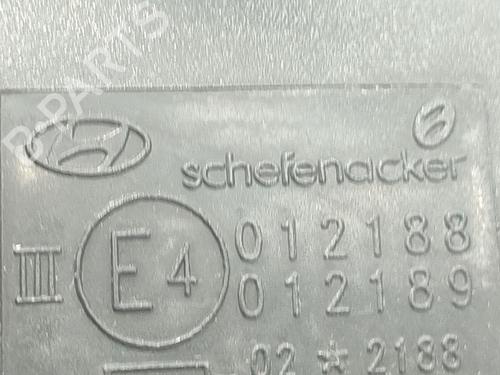 B-PARTS
schefenacker
III E4 012188
012189
02 ☆ 2188